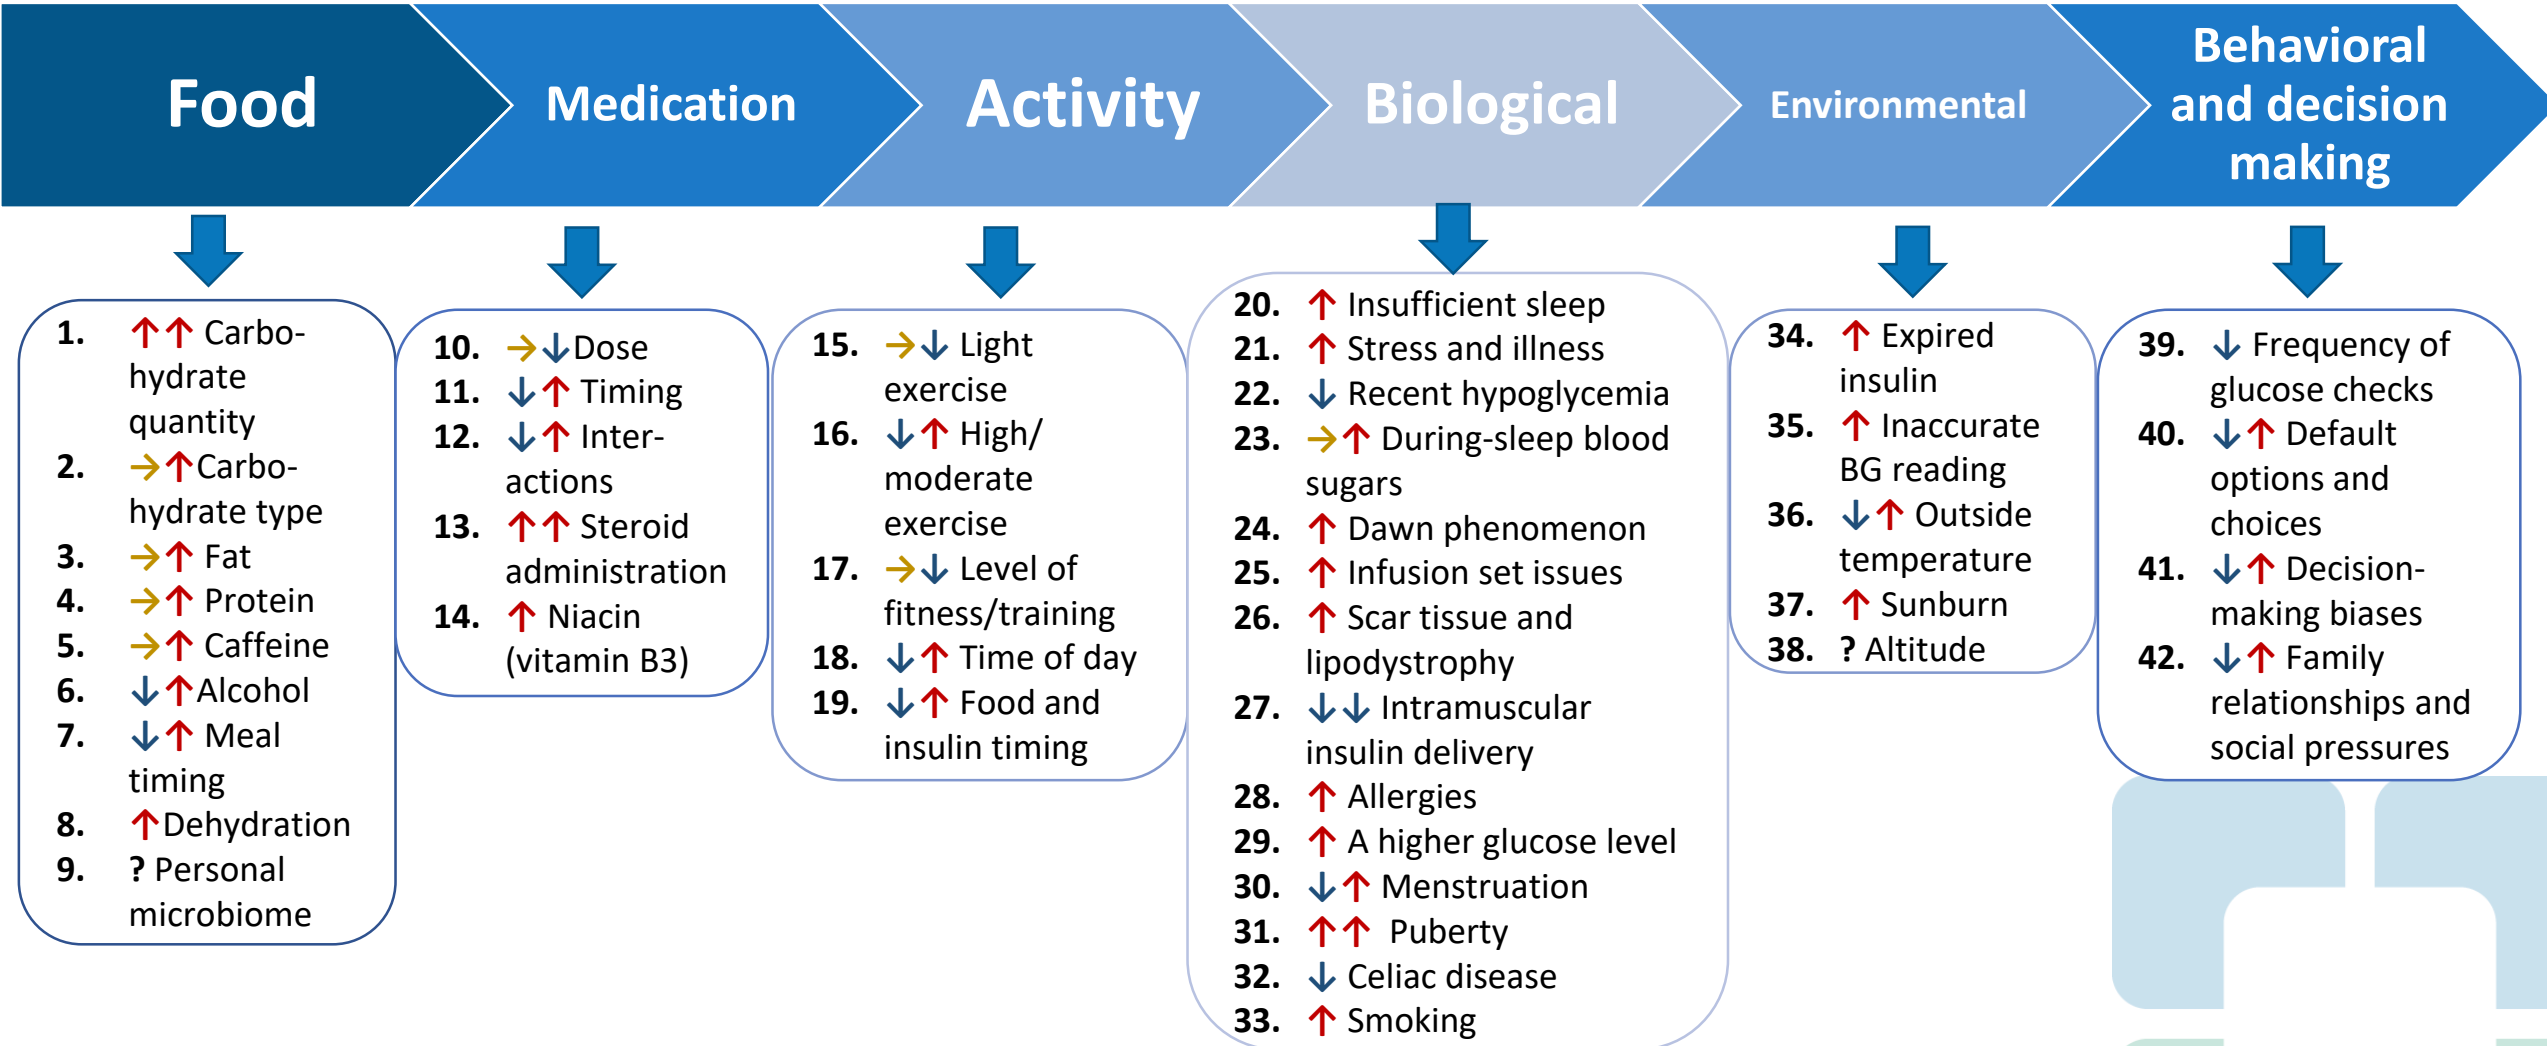 Food
Medication
Activity
Biological
Environmental
Behavioral
and decision
making
1. ↑↑ Carbo-
hydrate
quantity
2. →↑Carbo-
hydrate type
3. →↑ Fat
4. →↑ Protein
5. →↑ Caffeine
6. ↓↑Alcohol
7. ↓↑ Meal
timing
8. ↑Dehydration
9. ? Personal
microbiome
10. →↓Dose
11. ↓↑ Timing
12. ↓↑ Inter-
actions
13. ↑↑ Steroid
administration
14. ↑ Niacin
(vitamin B3)
15. →↓ Light
exercise
16. ↓↑ High/
moderate
exercise
17. →↓ Level of
fitness/training
18. ↓↑ Time of day
19. ↓↑ Food and
insulin timing
20. ↑ Insufficient sleep
21. ↑ Stress and illness
22. ↓ Recent hypoglycemia
23. →↑ During-sleep blood
sugars
24. ↑ Dawn phenomenon
25. ↑ Infusion set issues
26. ↑ Scar tissue and
lipodystrophy
27. ↓↓ Intramuscular
insulin delivery
28. ↑ Allergies
29. ↑ A higher glucose level
30. ↓↑ Menstruation
31. ↑↑ Puberty
32. ↓ Celiac disease
33. ↑ Smoking
34. ↑ Expired
insulin
35. ↑ Inaccurate
BG reading
36. ↓↑ Outside
temperature
37. ↑ Sunburn
38. ? Altitude
39. ↓ Frequency of
glucose checks
40. ↓↑ Default
options and
choices
41. ↓↑ Decision-
making biases
42. ↓↑ Family
relationships and
social pressures